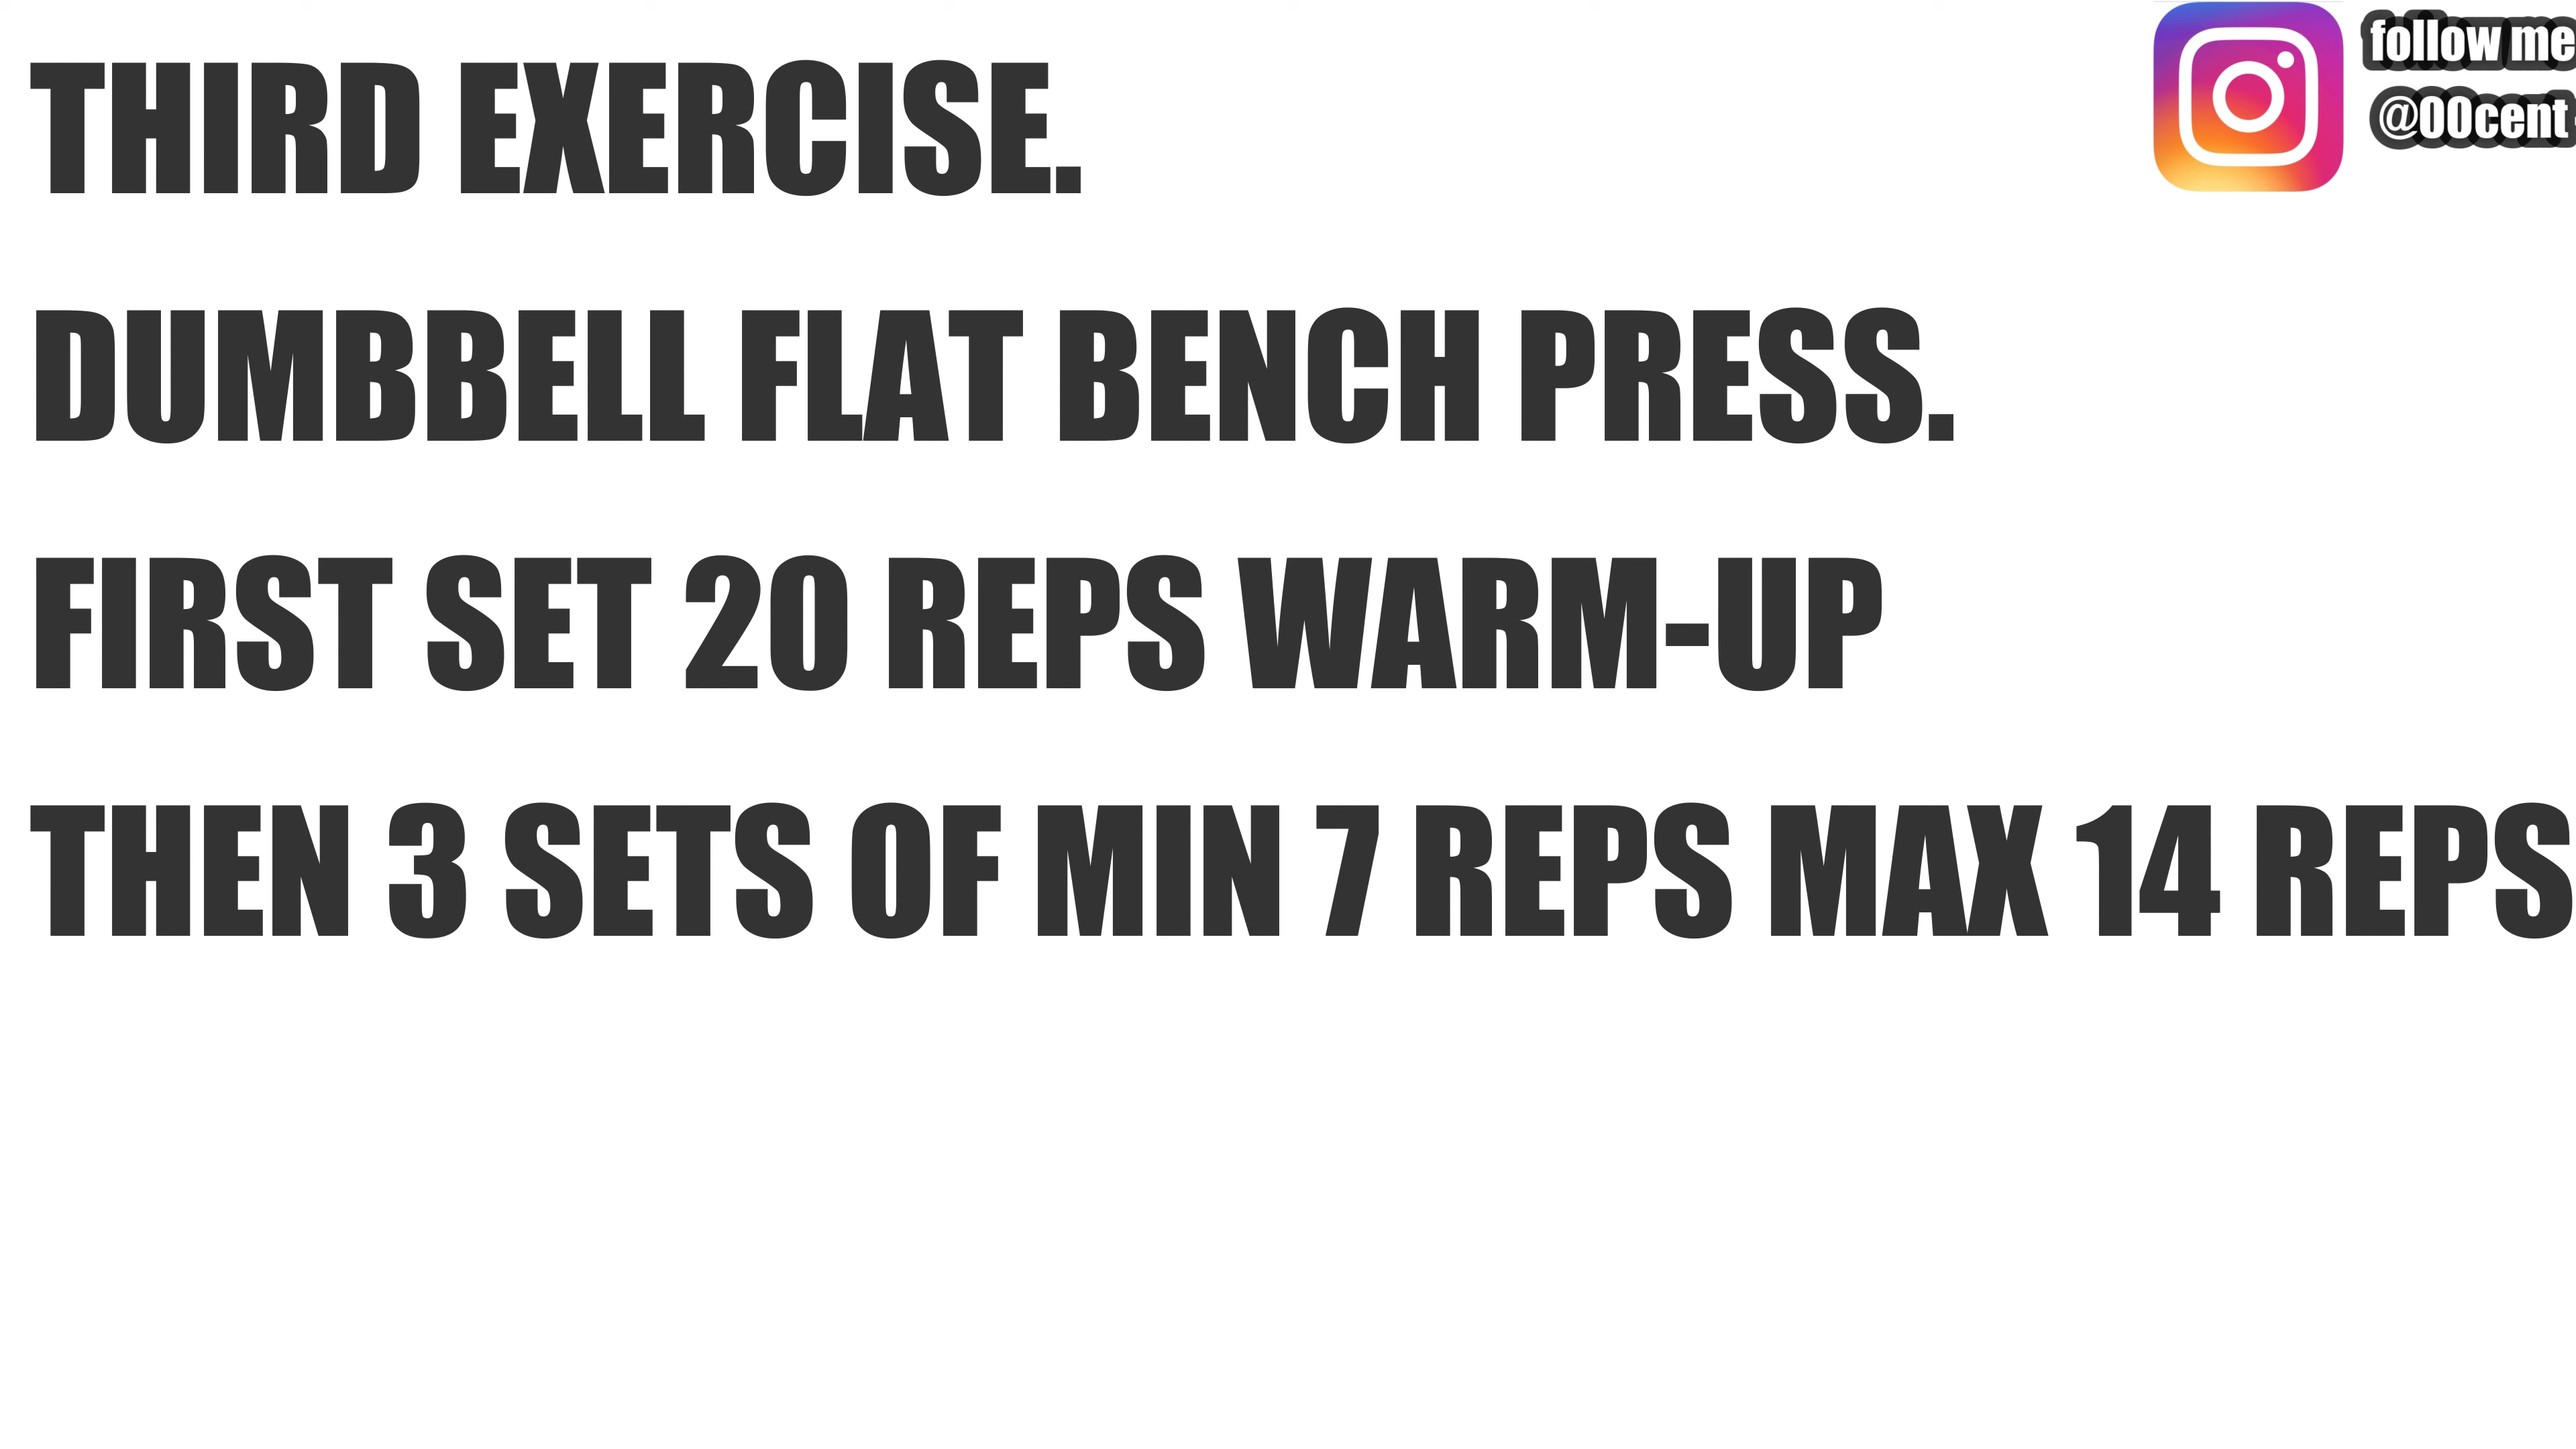 THIRD EXERCISE.
follow me
@00cent
DUMBBELL FLAT BENCH PRESS.
FIRST SET 20 REPS WARM-UP
THEN 3 SETS OF MIN 7 REPS MAX 14 REPS